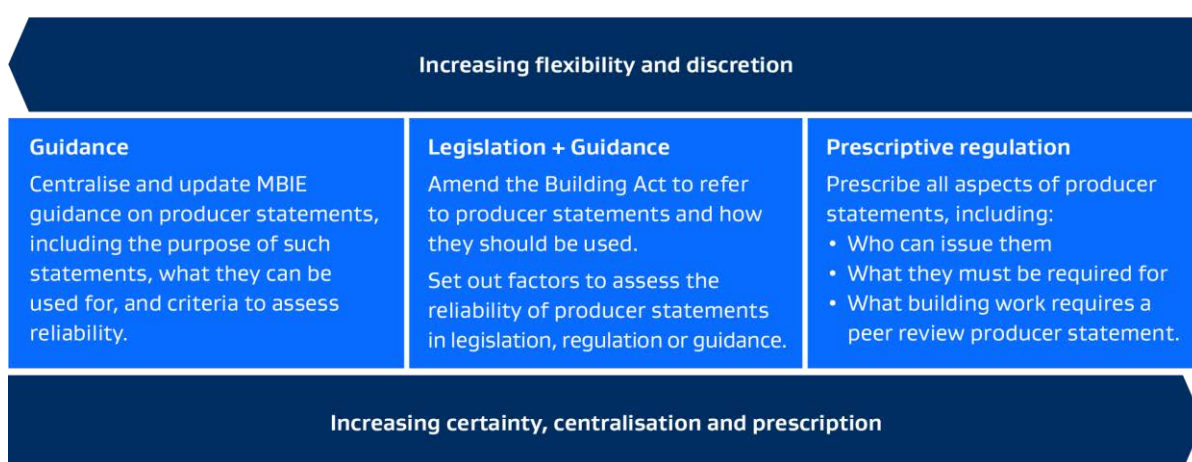 Increasing flexibility and discretion
Guidance
Centralise and update MBIE
guidance on producer statements,
including the purpose of such
statements, what they can be
used for, and criteria to assess
reliability.
Legislation + Guidance
Amend the Building Act to refer
to producer statements and how
they should be used.
Set out factors to assess the
reliability of producer statements
in legislation, regulation or guidance.
Prescriptive regulation
Prescribe all aspects of producer
statements, including:
• Who can issue them
• What they must be required for
• What building work requires a
peer review producer statement.
Increasing certainty, centralisation and prescription